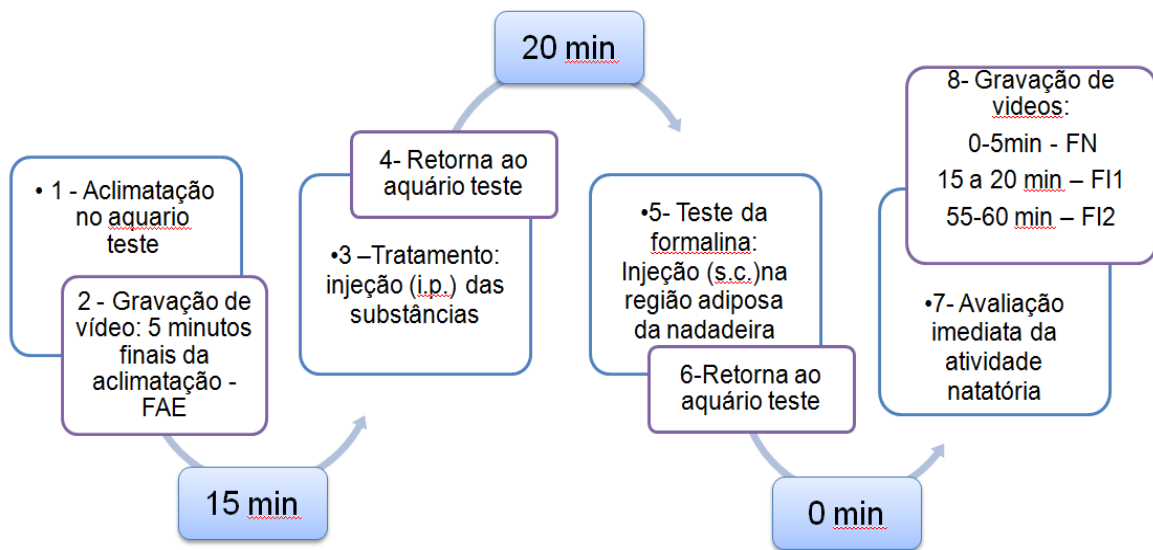 • 1 - Aclimatação
no aquario
teste
2 - Gravação de
vídeo: 5 minutos
finais da
aclimatação -
FAE
15 min
4- Retorna ao
aquário teste
•3 –Tratamento:
injeção (i.p.) das
substâncias
20 min
•5- Teste da
formalina:
Injeção (s.c.)na
região adiposa
da nadadeira
6-Retorna ao
aquário teste
0 min
8- Gravação de
videos:
0-5min - FN
15 a 20 min – FI1
55-60 min – FI2
•7- Avaliação
imediata da
atividade
natatória